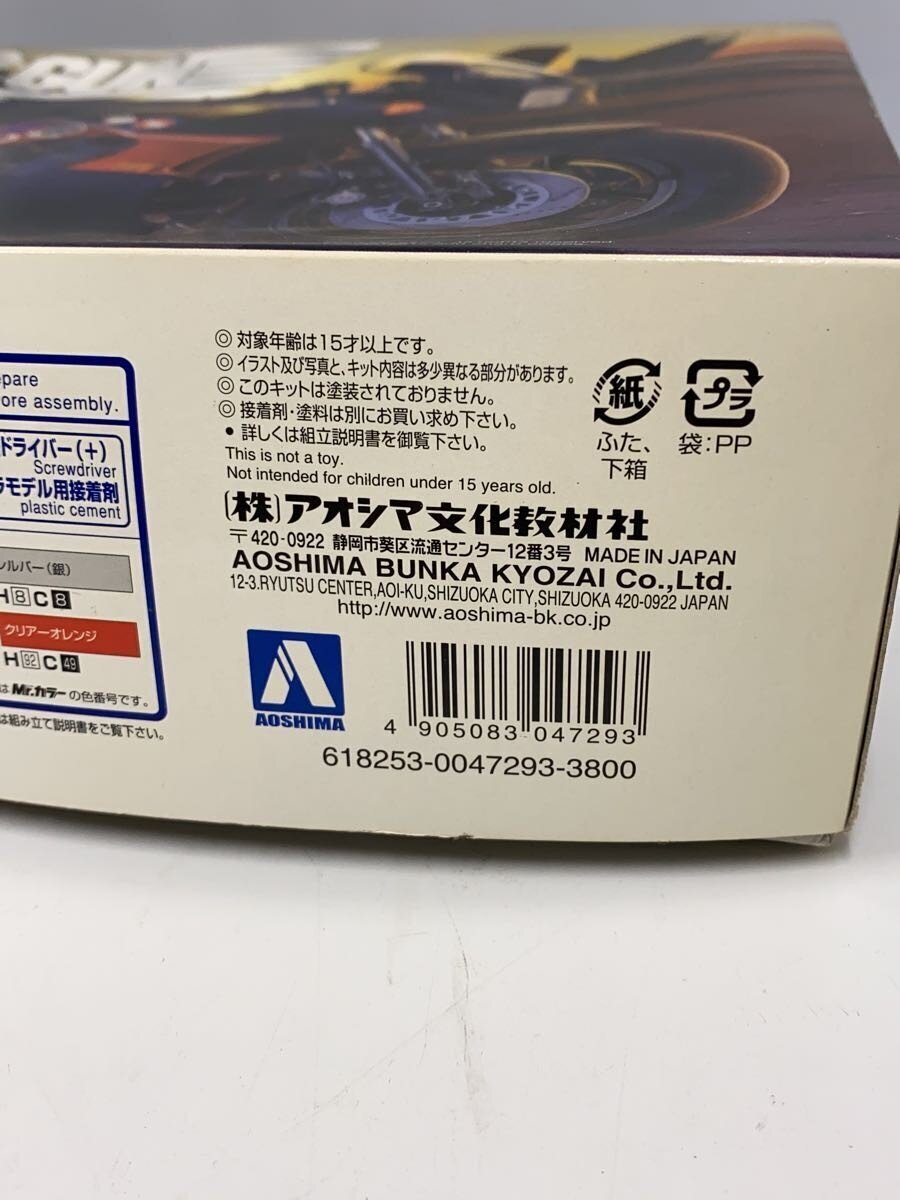 GUN
epare
ore assembly.
ドライバー(+)
Screwdriver
ラモデル用接着剤
plastic cement
シルバー(銀)
H 8 C 8
クリアーオレンジ
H 92 C 49
は Mr.カラー の色番号です。
は組み立て説明書をご覧下さい。
◎ 対象年齢は15才以上です。
◎ イラスト及び写真と、キット内容は多少異なる部分があります。
◎ このキットは塗装されておりません。
◎ 接着剤・塗料は別にお買い求め下さい。
• 詳しくは組立説明書を御覧下さい。
This is not a toy.
Not intended for children under 15 years old.
紙
ふた、
下箱
プラ
袋:PP
(株)アオシマ文化教材社
〒420-0922 静岡市葵区流通センター12番3号 MADE IN JAPAN
AOSHIMA BUNKA KYOZAI Co.,Ltd.
12-3.RYUTSU CENTER,AOI-KU,SHIZUOKA CITY,SHIZUOKA 420-0922 JAPAN
http://www.aoshima-bk.co.jp
AOSHIMA
4 905083 047293
618253-0047293-3800